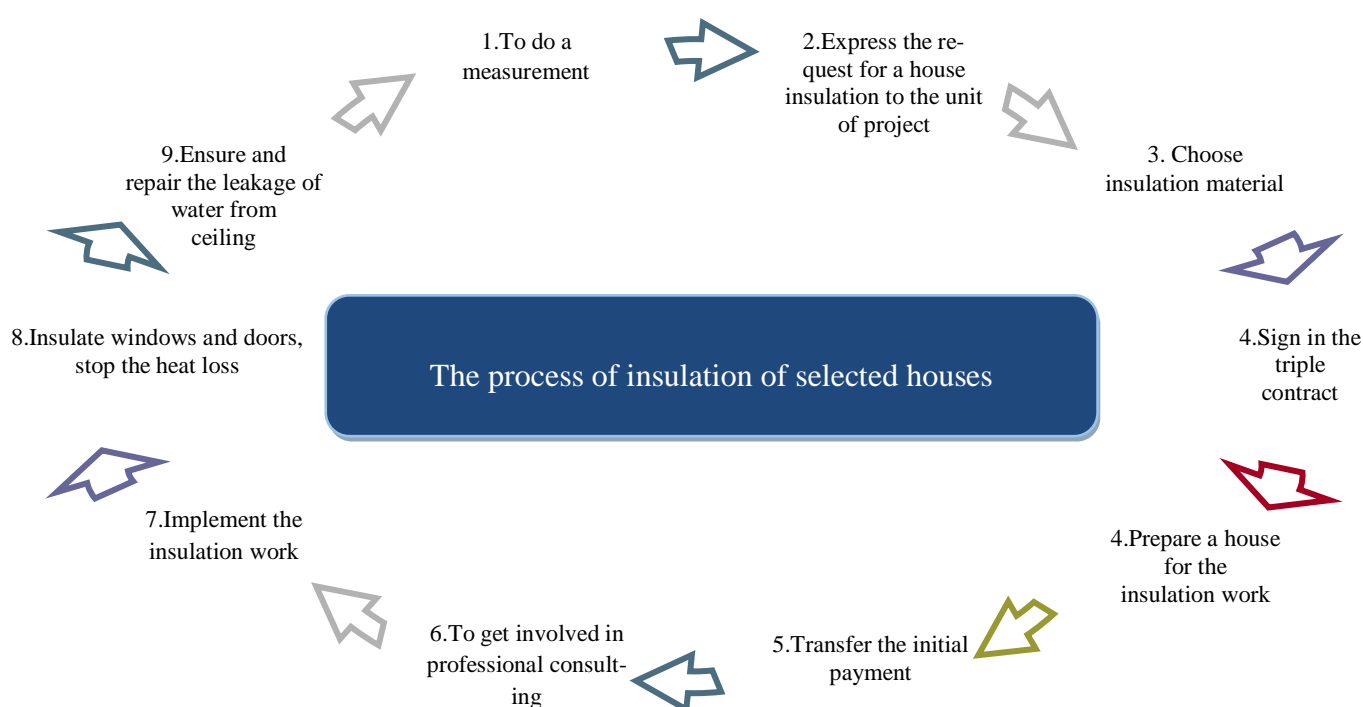 1.To do a
measurement
2.Express the re-
quest for a house
insulation to the unit
of project
3. Choose
insulation material
4.Sign in the
triple
contract
4.Prepare a house
for the
insulation work
5.Transfer the initial
payment
6.To get involved in
professional consult-
ing
7.Implement the
insulation work
8.Insulate windows and doors,
stop the heat loss
9.Ensure and
repair the leakage of
water from
ceiling
The process of insulation of selected houses